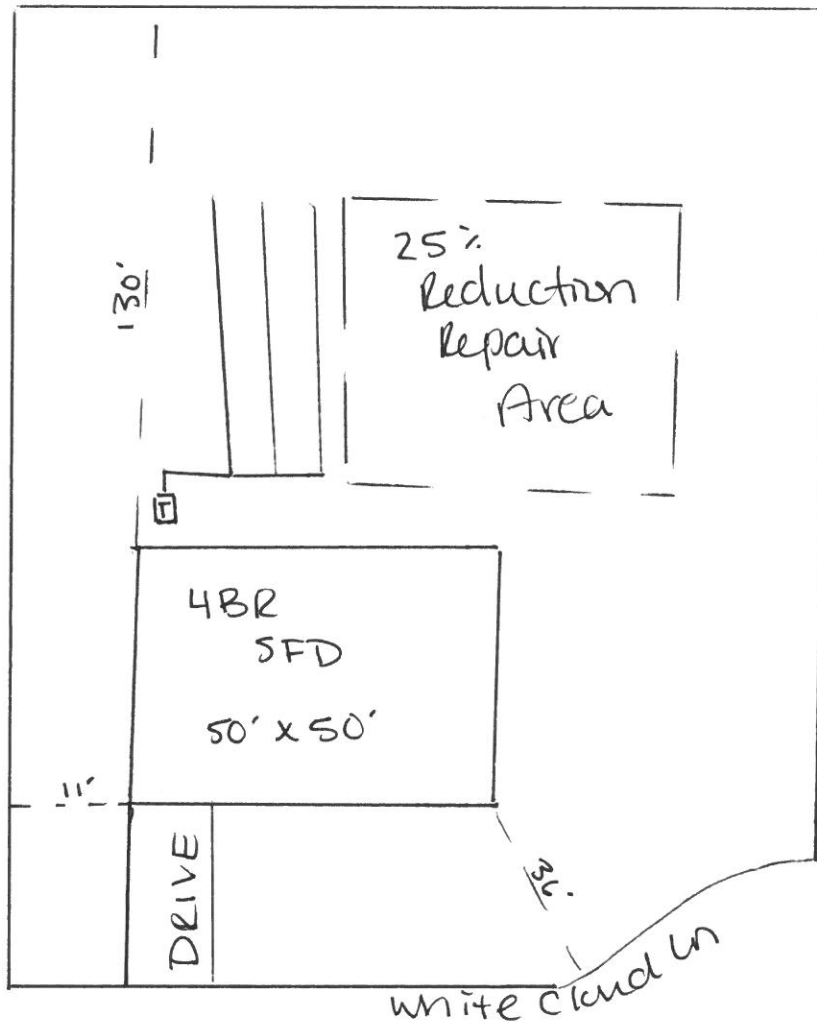 130'
25%
Reduction
Repair
Area
T
4BR
SFD
50' x 50'
11'
DRIVE
36'
White Cloud Ln